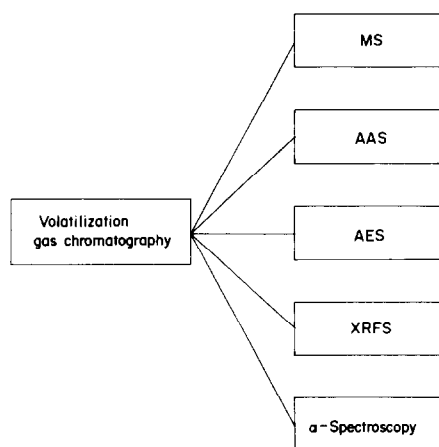 MS
AAS
Volatilization
gas chromatography
AES
XRFS
α-Spectroscopy